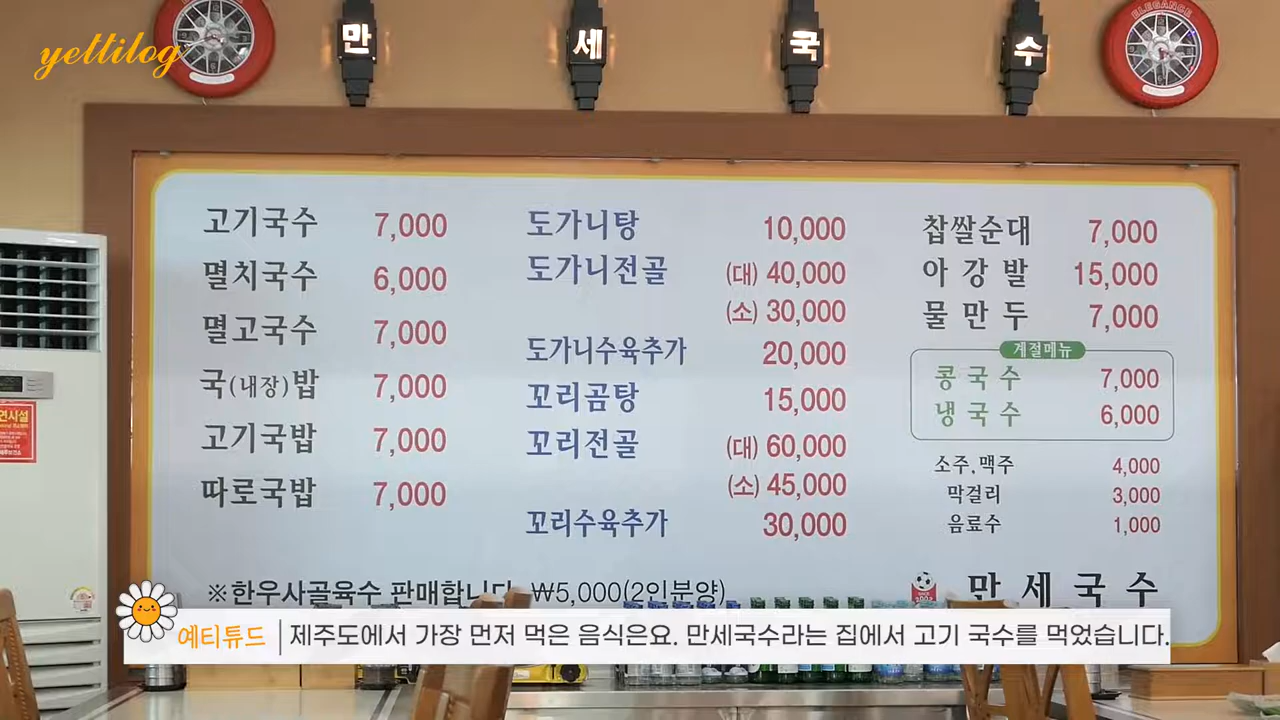 yettilog
만 세 국 수
ELEGANCE
고기국수 7,000
멸치국수 6,000
멸고국수 7,000
국(내장)밥 7,000
고기국밥 7,000
따로국밥 7,000
도가니탕 10,000
도가니전골 (대) 40,000
(소) 30,000
도가니수육추가 20,000
꼬리곰탕 15,000
꼬리전골 (대) 60,000
(소) 45,000
꼬리수육추가 30,000
찹쌀순대 7,000
아 강 발 15,000
물 만 두 7,000
계절메뉴
콩 국 수 7,000
냉 국 수 6,000
소주,맥주 4,000
막걸리 3,000
음료수 1,000
※한우사골육수 판매합니다 ₩5,000(2인분양)
만 세 국 수
연시설
예티튜드 | 제주도에서 가장 먼저 먹은 음식은요. 만세국수라는 집에서 고기 국수를 먹었습니다.